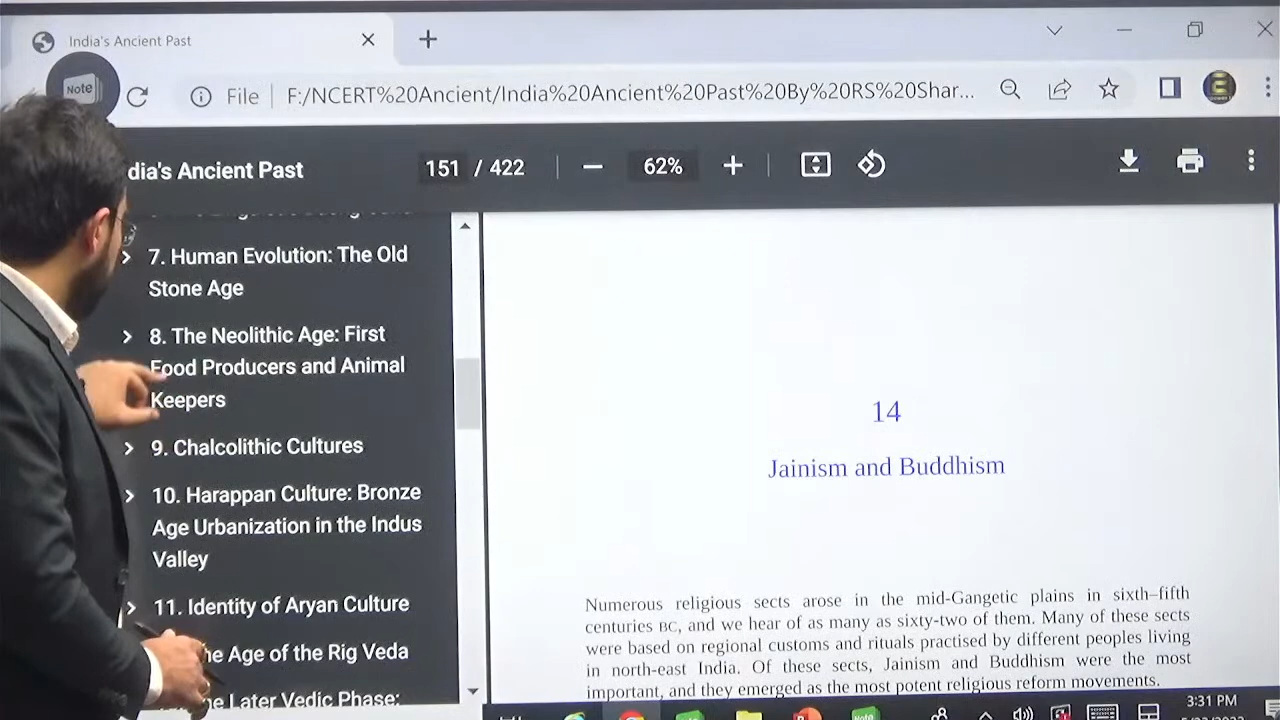 India's Ancient Past
Note
File F:/NCERT%20Ancient/India%20Ancient%20Past%20By%20RS%20Shar...
dia's Ancient Past 151 / 422 62%
7. Human Evolution: The Old
Stone Age
8. The Neolithic Age: First
Food Producers and Animal
Keepers
9. Chalcolithic Cultures
10. Harappan Culture: Bronze
Age Urbanization in the Indus
Valley
11. Identity of Aryan Culture
he Age of the Rig Veda
he Later Vedic Phase:
14
Jainism and Buddhism
Numerous religious sects arose in the mid-Gangetic plains in sixth–fifth
centuries BC, and we hear of as many as sixty-two of them. Many of these sects
were based on regional customs and rituals practised by different peoples living
in north-east India. Of these sects, Jainism and Buddhism were the most
important, and they emerged as the most potent religious reform movements.
3:31 PM